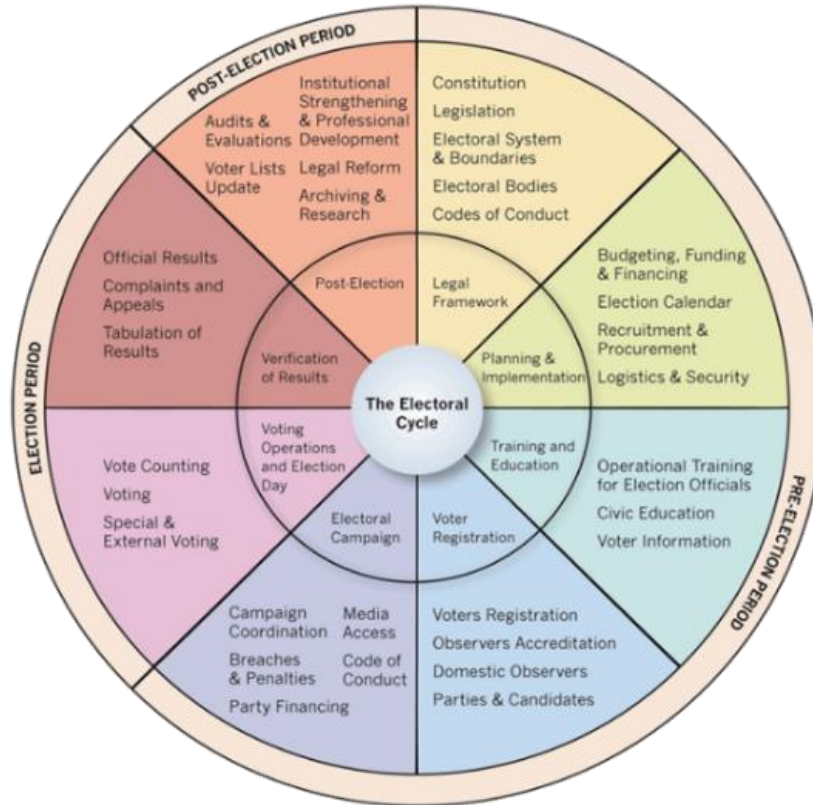 POST-ELECTION PERIOD
Institutional
Strengthening
& Professional
Development
Audits &
Evaluations
Voter Lists
Update
Legal Reform
Archiving &
Research
Post-Election
Constitution
Legislation
Electoral System
& Boundaries
Electoral Bodies
Codes of Conduct
Legal
Framework
Budgeting, Funding
& Financing
Election Calendar
Recruitment &
Procurement
Logistics & Security
Planning &
Implementation
Operational Training
for Election Officials
Civic Education
Voter Information
Training and
Education
PRE-ELECTION PERIOD
Voter
Registration
Voters Registration
Observers Accreditation
Domestic Observers
Parties & Candidates
Electoral
Campaign
Campaign
Coordination
Breaches
& Penalties
Party Financing
Media
Access
Code of
Conduct
Voting
Operations
and Election
Day
Vote Counting
Voting
Special &
External Voting
ELECTION PERIOD
Verification
of Results
Official Results
Complaints and
Appeals
Tabulation of
Results
The Electoral
Cycle